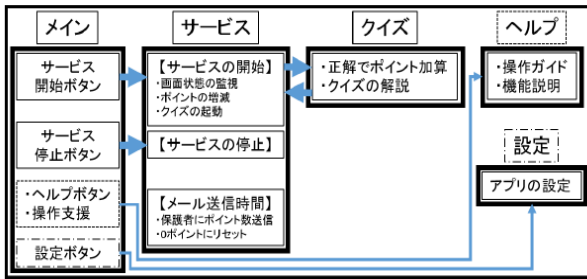 メイン
サービス
開始ボタン
サービス
停止ボタン
・ヘルプボタン
・操作支援
設定ボタン
サービス
【サービスの開始】
・画面状態の監視
・ポイントの増減
・クイズの起動
【サービスの停止】
【メール送信時間】
・保護者にポイント数送信
・0ポイントにリセット
クイズ
・正解でポイント加算
・クイズの解説
ヘルプ
・操作ガイド
・機能説明
設定
アプリの設定